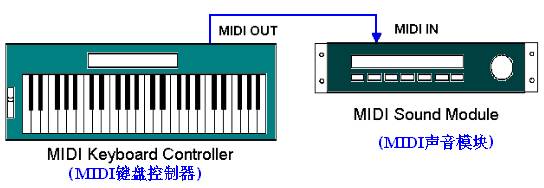 MIDI OUT
MIDI IN
MIDI Keyboard Controller
(MIDI键盘控制器)
MIDI Sound Module
(MIDI声音模块)